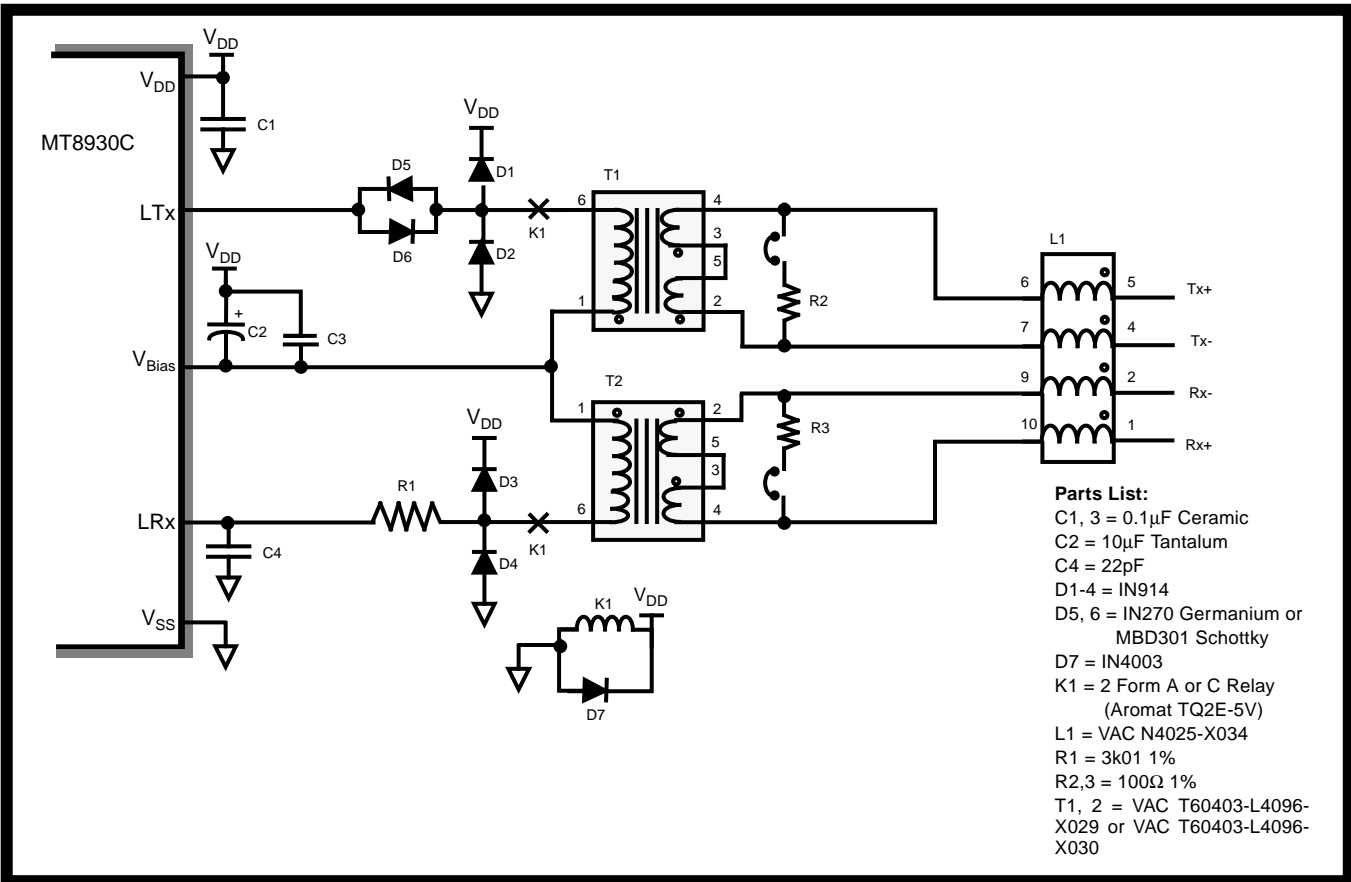 VDD
VDD
MT8930C
C1
VDD
D5
D1
T1
LTx
6
4
K1
3
L1
D6
D2
5
VDD
6
5
Tx+
1
2
R2
+
C2
C3
7
4
Tx-
VBias
T2
9
2
Rx-
VDD
1
2
R3
10
1
Rx+
5
R1
D3
3
LRx
6
4
C4
K1
D4
VSS
K1
VDD
D7
Parts List:
C1, 3 = 0.1µF Ceramic
C2 = 10µF Tantalum
C4 = 22pF
D1-4 = IN914
D5, 6 = IN270 Germanium or
MBD301 Schottky
D7 = IN4003
K1 = 2 Form A or C Relay
(Aromat TQ2E-5V)
L1 = VAC N4025-X034
R1 = 3k01 1%
R2,3 = 100Ω 1%
T1, 2 = VAC T60403-L4096-
X029 or VAC T60403-L4096-
X030